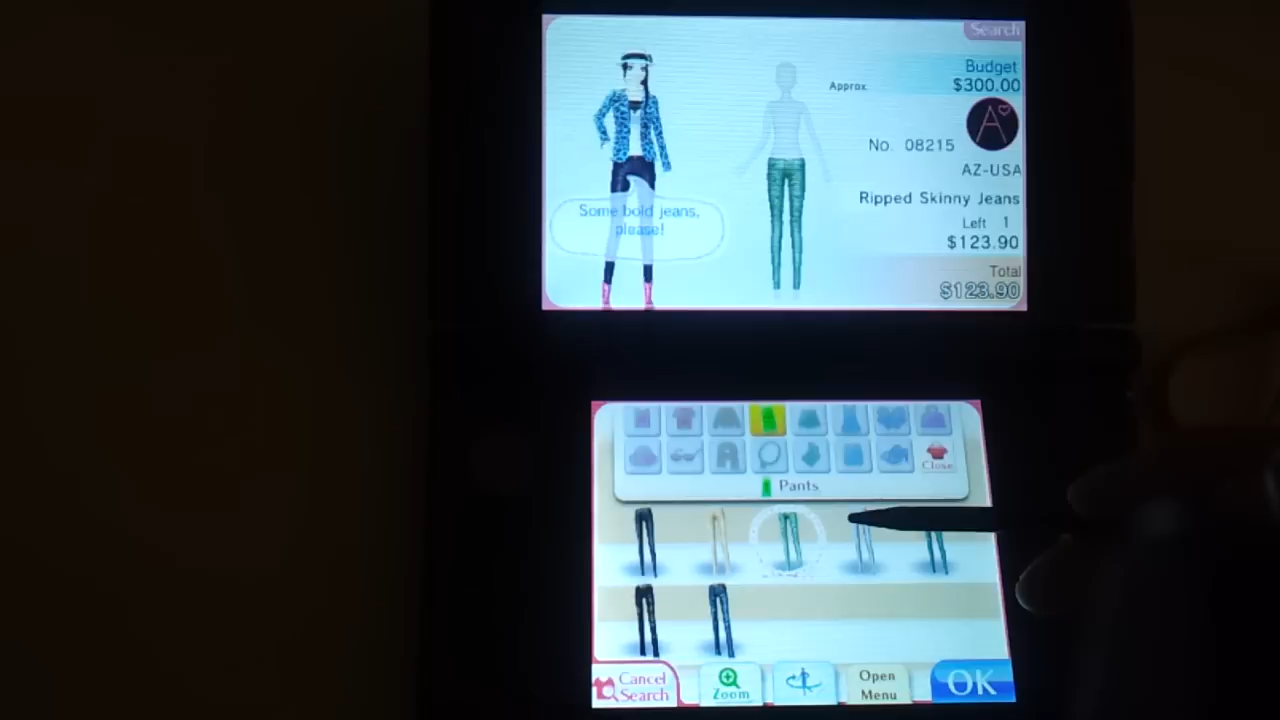 Search
Budget
Approx. $300.00
A
No. 08215
AZ-USA
Ripped Skinny Jeans
Left 1
$123.90
Total
$123.90
Some bold jeans,
please!
Close
Pants
Cancel
Search
Zoom
Open
Menu
OK